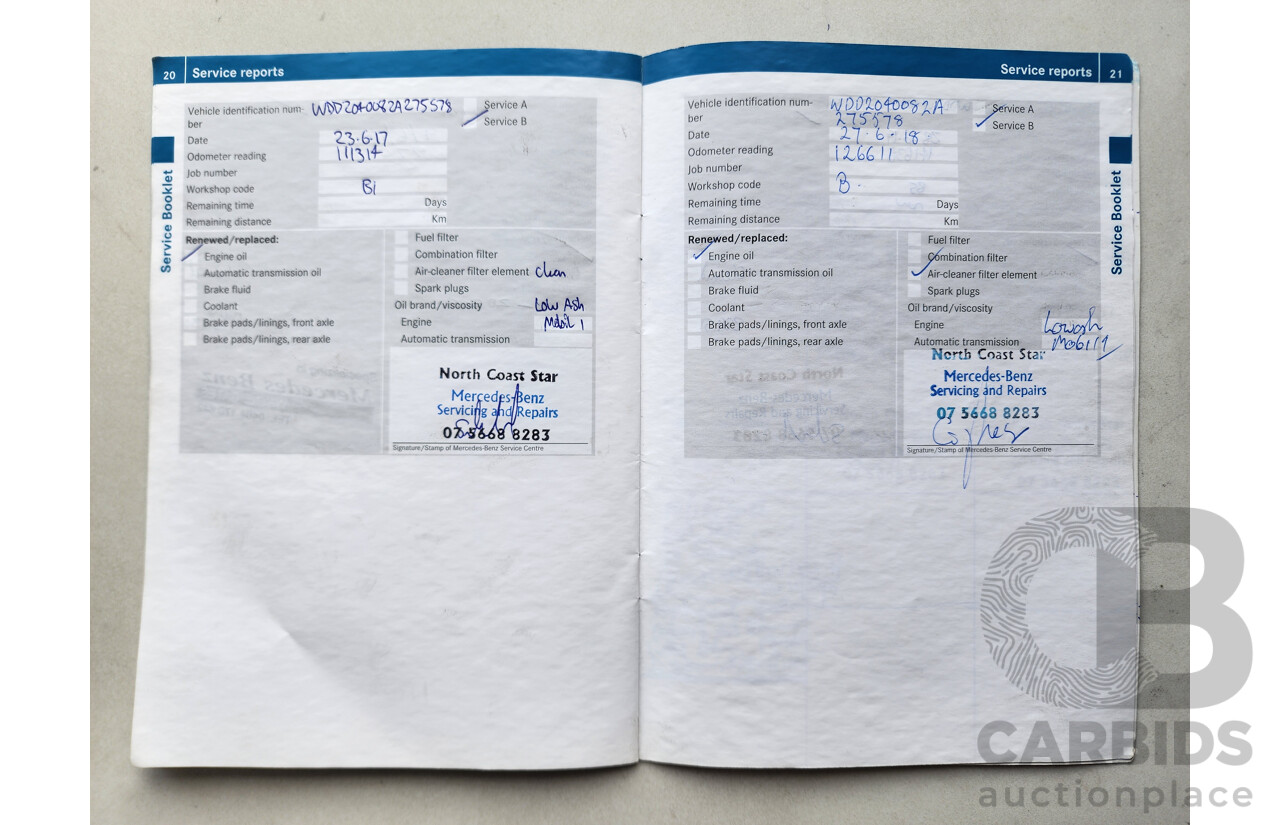 20 Service reports
Service Booklet
Vehicle identification num- WDD2040082A275578
ber
Service A
Service B
Date 23.6.17
Odometer reading 111314
Job number
Workshop code B1
Remaining time Days
Remaining distance Km
Renewed/replaced:
Engine oil
Automatic transmission oil
Brake fluid
Coolant
Brake pads/linings, front axle
Brake pads/linings, rear axle
Fuel filter
Combination filter
Air-cleaner filter element Clean
Spark plugs
Oil brand/viscosity Low Ash
Engine Mobil 1
Automatic transmission
North Coast Star
Mercedes-Benz
Servicing and Repairs
07 5668 8283
Signature/Stamp of Mercedes-Benz Service Centre
Service reports 21
Service Booklet
Vehicle identification num- WDD2040082A
ber 275578
Service A
Service B
Date 27-6-18
Odometer reading 126611
Job number
Workshop code B.
Remaining time Days
Remaining distance Km
Renewed/replaced:
Engine oil
Automatic transmission oil
Brake fluid
Coolant
Brake pads/linings, front axle
Brake pads/linings, rear axle
Fuel filter
Combination filter
Air-cleaner filter element
Spark plugs
Oil brand/viscosity
Engine Lowash
Automatic transmission Mobil 1
North Coast Star
Mercedes-Benz
Servicing and Repairs
07 5668 8283
Signature/Stamp of Mercedes-Benz Service Centre
CARBIDS
auctionplace